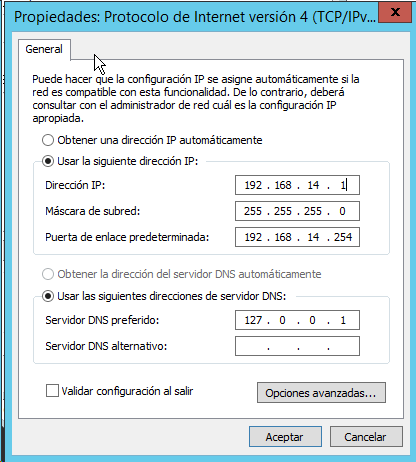 Propiedades: Protocolo de Internet versión 4 (TCP/IPv...
General
Puede hacer que la configuración IP se asigne automáticamente si la
red es compatible con esta funcionalidad. De lo contrario, deberá
consultar con el administrador de red cuál es la configuración IP
apropiada.
Obtener una dirección IP automáticamente
Usar la siguiente dirección IP:
Dirección IP: 192 . 168 . 14 . 1
Máscara de subred: 255 . 255 . 255 . 0
Puerta de enlace predeterminada: 192 . 168 . 14 . 254
Obtener la dirección del servidor DNS automáticamente
Usar las siguientes direcciones de servidor DNS:
Servidor DNS preferido: 127 . 0 . 0 . 1
Servidor DNS alternativo: . . .
Validar configuración al salir
Opciones avanzadas...
Aceptar Cancelar